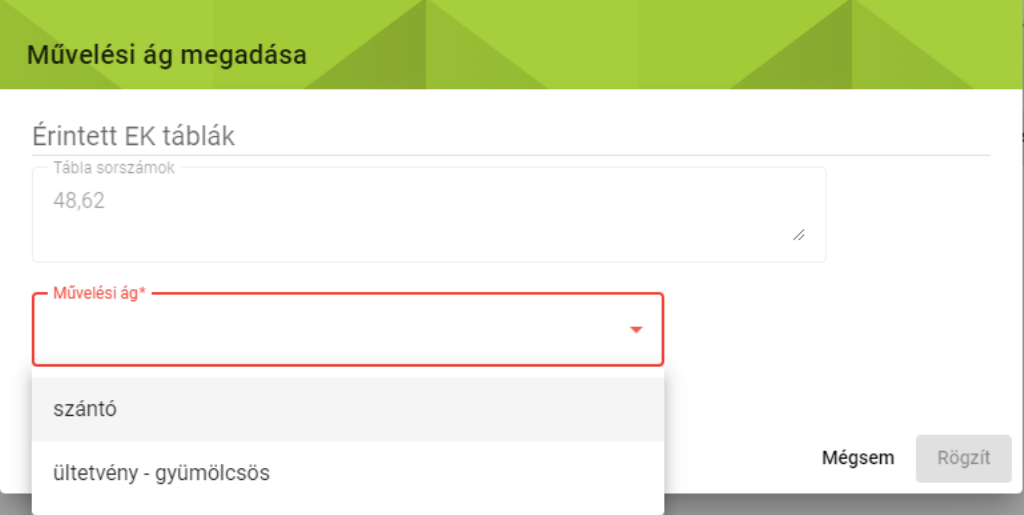 Művelési ág megadása
Érintett EK táblák
Tábla sorszámok
48,62
Művelési ág*
szántó
ültetvény - gyümölcsös
Mégsem
Rögzít